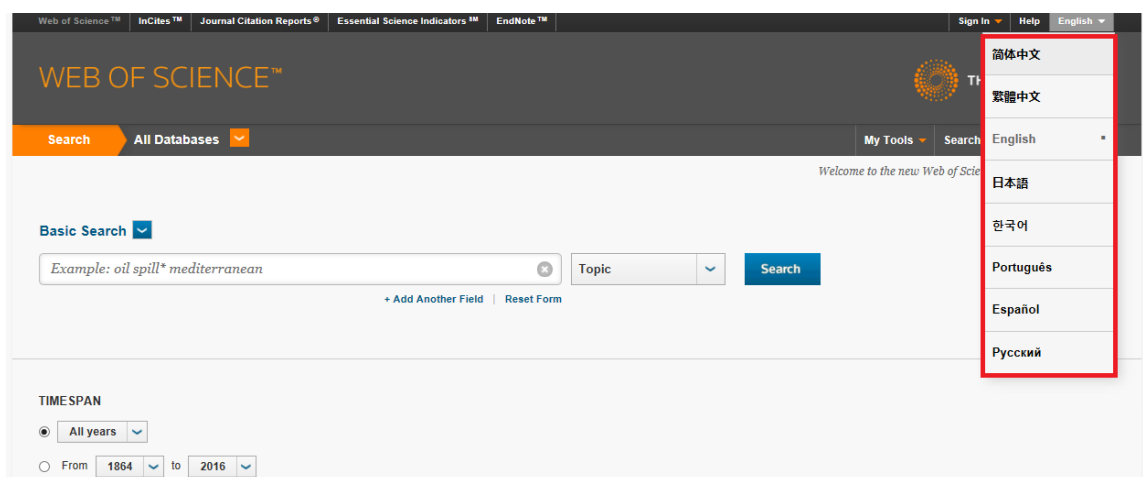 Web of Science™ InCites™ Journal Citation Reports® Essential Science Indicators℠ EndNote™ Sign In Help English
WEB OF SCIENCE™
TH
简体中文
繁體中文
Search All Databases My Tools Search
English
Welcome to the new Web of Scie
日本語
Basic Search
한국어
Example: oil spill* mediterranean Topic Search
Português
+ Add Another Field | Reset Form
Español
Русский
TIMESPAN
All years
From 1864 to 2016